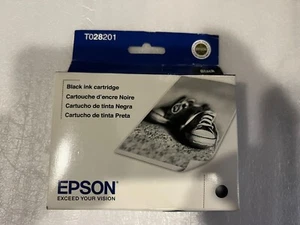 T028201
EPSON
Black
Black ink cartridge
Cartouche d'encre Noire
Cartucho de tinta Negra
Cartucho de tinta Preta
EPSON
EXCEED YOUR VISION